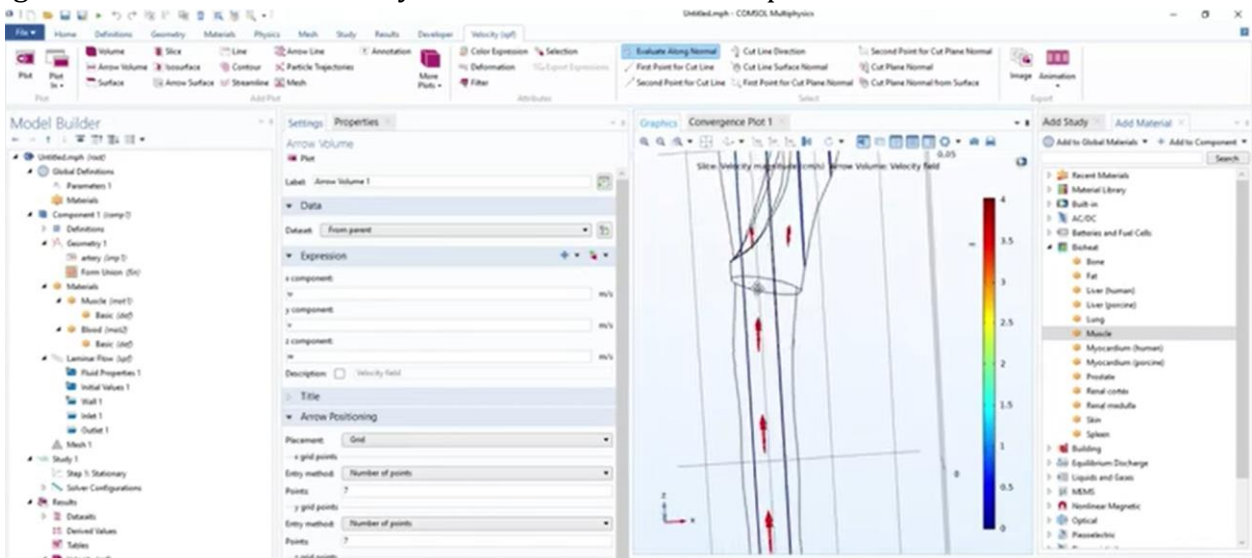 Untitled.mph - COMSOL Multiphysics
File Home Definitions Geometry Materials Physics Mesh Study Results Developer Velocity (spf)
Plot
Plot In
Volume
Arrow Volume
Surface
Slice
Isosurface
Arrow Surface
Line
Contour
Streamline
Arrow Line
Particle Trajectories
Mesh
Annotation
More Plots
Color Expression
Deformation
Filter
Selection
Evaluate Along Normal
First Point for Cut Line
Second Point for Cut Line
Cut Line Direction
Cut Line Surface Normal
First Point for Cut Plane Normal
Second Point for Cut Plane Normal
Cut Plane Normal
Cut Plane Normal from Surface
Image
Animation
Plot
Add Plot
Attributes
Select
Export
Model Builder
Untitled.mph (root)
Global Definitions
Parameters 1
Materials
Component 1 (comp 1)
Definitions
Geometry 1
artery (imp 1)
Form Union (fin)
Materials
Muscle (mat1)
Basic (def)
Blood (mat2)
Basic (def)
Laminar Flow (spf)
Fluid Properties 1
Initial Values 1
Wall 1
Inlet 1
Outlet 1
Mesh 1
Study 1
Step 1: Stationary
Solver Configurations
Results
Datasets
Derived Values
Tables
Settings Properties
Arrow Volume
Plot
Label: Arrow Volume 1
Data
Dataset: From parent
Expression
x component:
m/s
y component:
v m/s
z component:
w m/s
Description: Velocity field
Title
Arrow Positioning
Placement: Grid
x grid points
Entry method: Number of points
Points: 7
y grid points
Entry method: Number of points
Points: 7
z grid points
Graphics Convergence Plot 1
Slice: Velocity magnitude (cm/s) Arrow Volume: Velocity field
0.05
0
4
3.5
3
2.5
2
1.5
1
0.5
0
z
x
Add Study Add Material
Add to Global Materials Add to Component
Search
Recent Materials
Material Library
Built-in
AC/DC
Batteries and Fuel Cells
Bioheat
Bone
Fat
Liver (human)
Liver (porcine)
Lung
Muscle
Myocardium (human)
Myocardium (porcine)
Prostate
Renal cortex
Renal medulla
Skin
Spleen
Building
Equilibrium Discharge
Liquids and Gases
MEMS
Nonlinear Magnetic
Optical
Piezoelectric